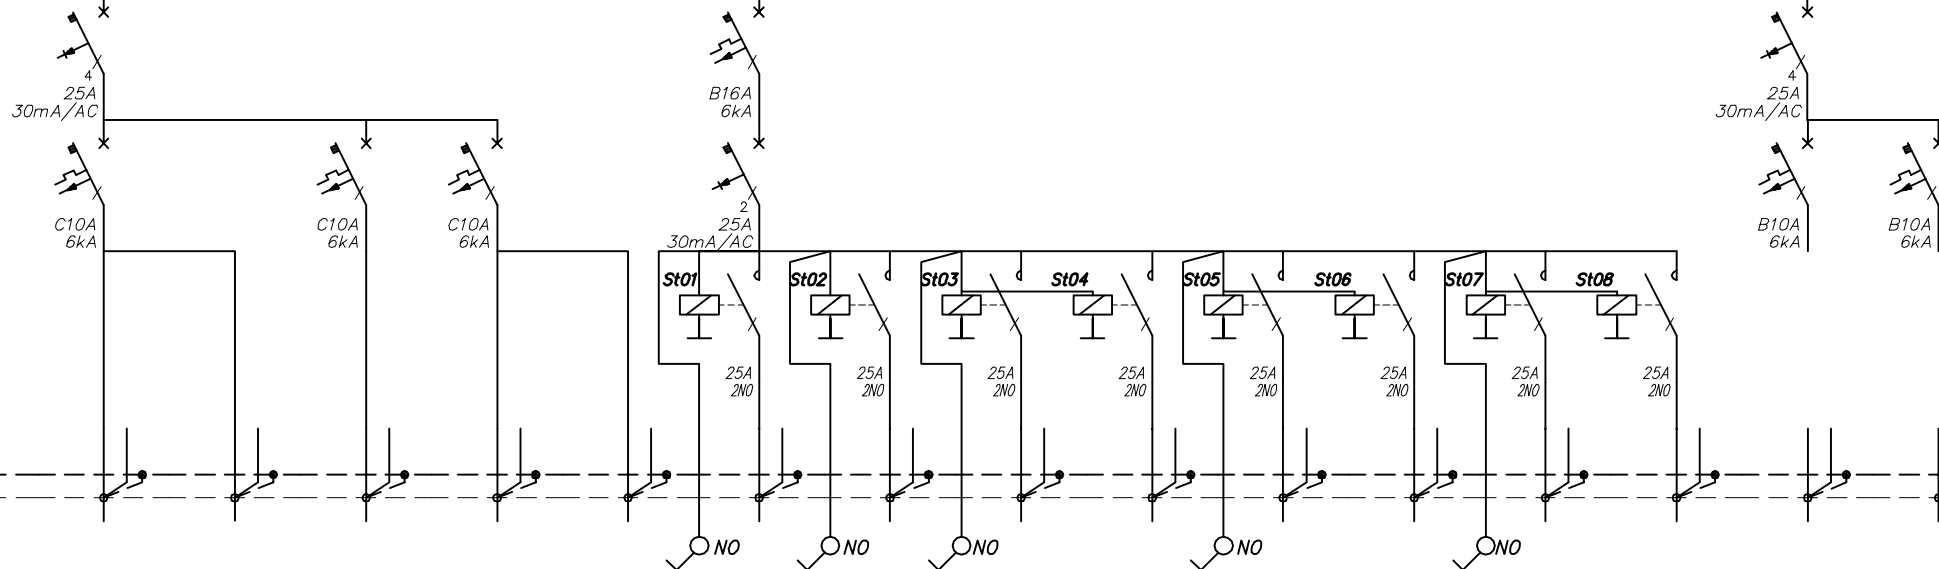 4
25A
30mA/AC
B16A
6kA
4
25A
30mA/AC
C10A
6kA
C10A
6kA
C10A
6kA
2
25A
30mA/AC
B10A
6kA
B10A
6kA
St01
St02
St03
St04
St05
St06
St07
St08
25A
2NO
25A
2NO
25A
2NO
25A
2NO
25A
2NO
25A
2NO
25A
2NO
25A
2NO
NO
NO
NO
NO
NO